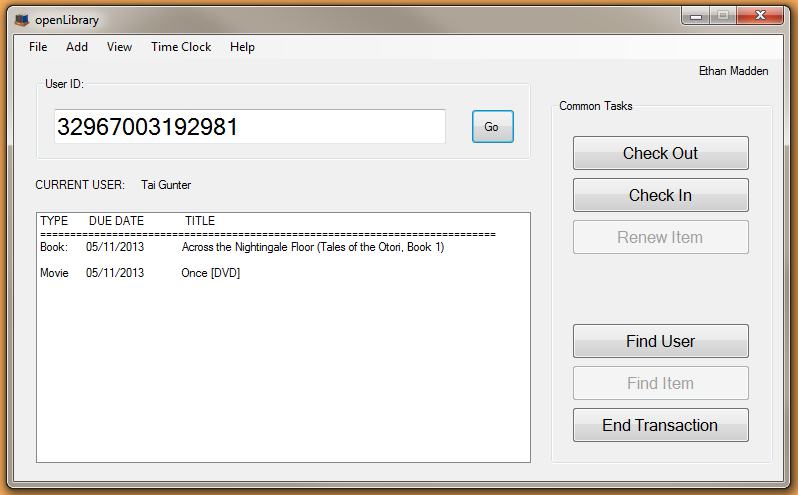 openLibrary
File Add View Time Clock Help
Ethan Madden
User ID:
32967003192981
Go
CURRENT USER: Tai Gunter
TYPE DUE DATE TITLE
=============================================================================
Book: 05/11/2013 Across the Nightingale Floor (Tales of the Otori, Book 1)
Movie 05/11/2013 Once [DVD]
Common Tasks
Check Out
Check In
Renew Item
Find User
Find Item
End Transaction